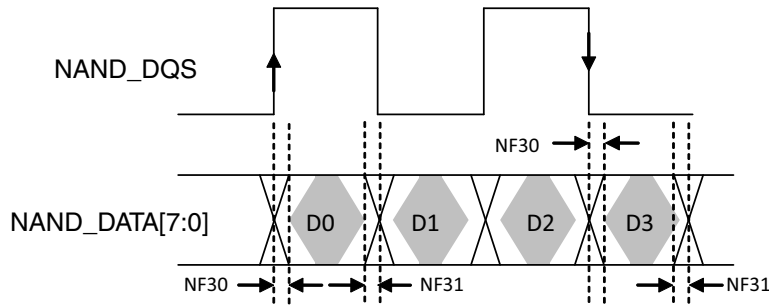 NAND_DQS
NF30
NAND_DATA[7:0]
D0 D1 D2 D3
NF30 NF31 NF31